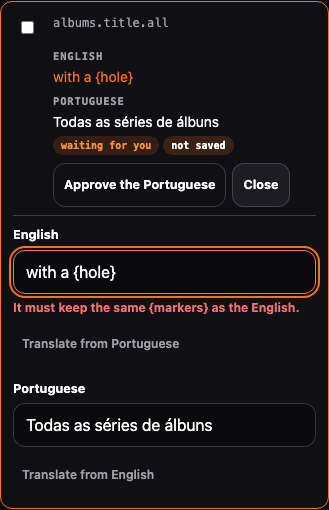 albums.title.all
ENGLISH
with a {hole}
PORTUGUESE
Todas as séries de álbuns
waiting for you not saved
Approve the Portuguese Close
English
with a {hole}
It must keep the same {markers} as the English.
Translate from Portuguese
Portuguese
Todas as séries de álbuns
Translate from English